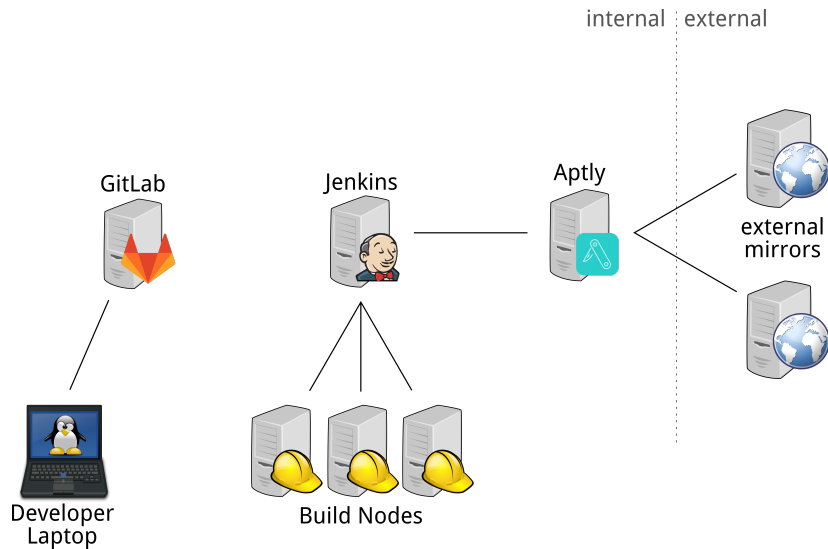 internal
external
Aptly
Jenkins
GitLab
external
mirrors
Developer
Laptop
Build Nodes